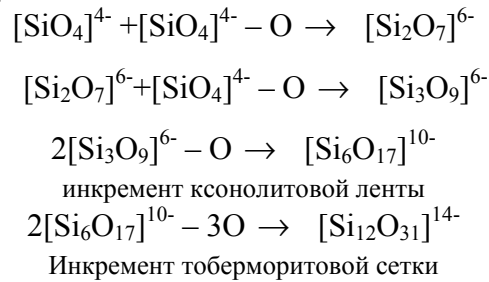 [SiO₄]⁴⁻ +[SiO₄]⁴⁻ – O → [Si₂O₇]⁶⁻
[Si₂O₇]⁶⁻+[SiO₄]⁴⁻ – O → [Si₃O₉]⁶⁻
2[Si₃O₉]⁶⁻ – O → [Si₆O₁₇]¹⁰⁻
инкремент ксонолитовой ленты
2[Si₆O₁₇]¹⁰⁻ – 3O → [Si₁₂O₃₁]¹⁴⁻
Инкремент тоберморитовой сетки